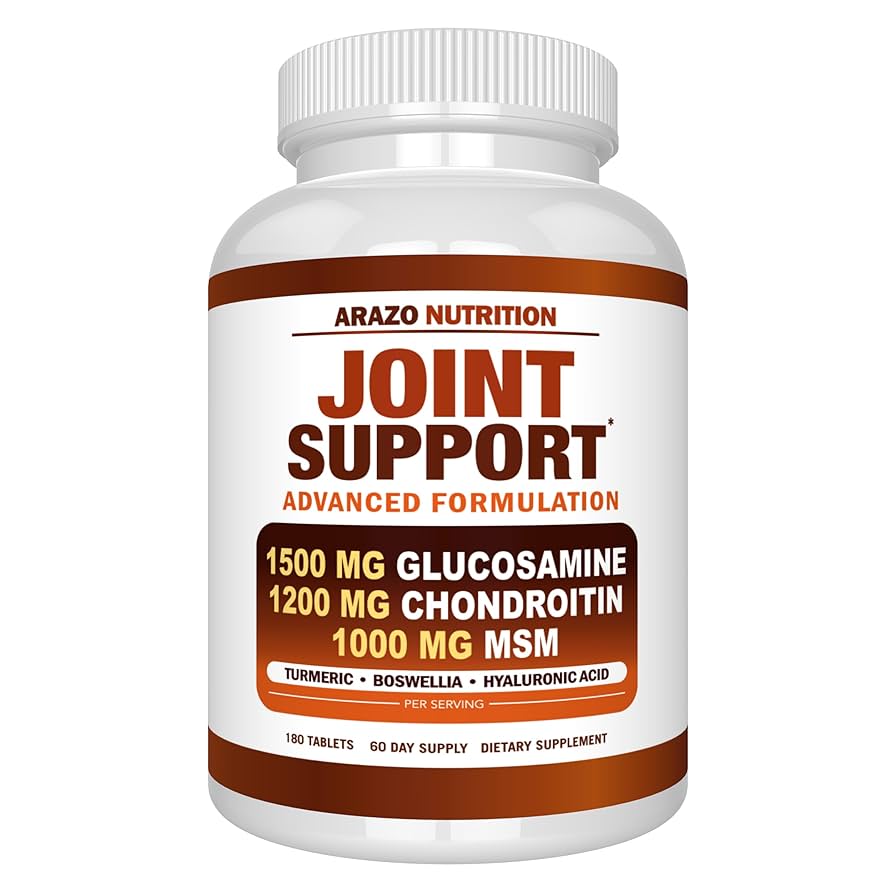 ARAZO NUTRITION
JOINT
SUPPORT*
ADVANCED FORMULATION
1500 MG GLUCOSAMINE
1200 MG CHONDROITIN
1000 MG MSM
TURMERIC • BOSWELLIA • HYALURONIC ACID
PER SERVING
180 TABLETS 60 DAY SUPPLY DIETARY SUPPLEMENT